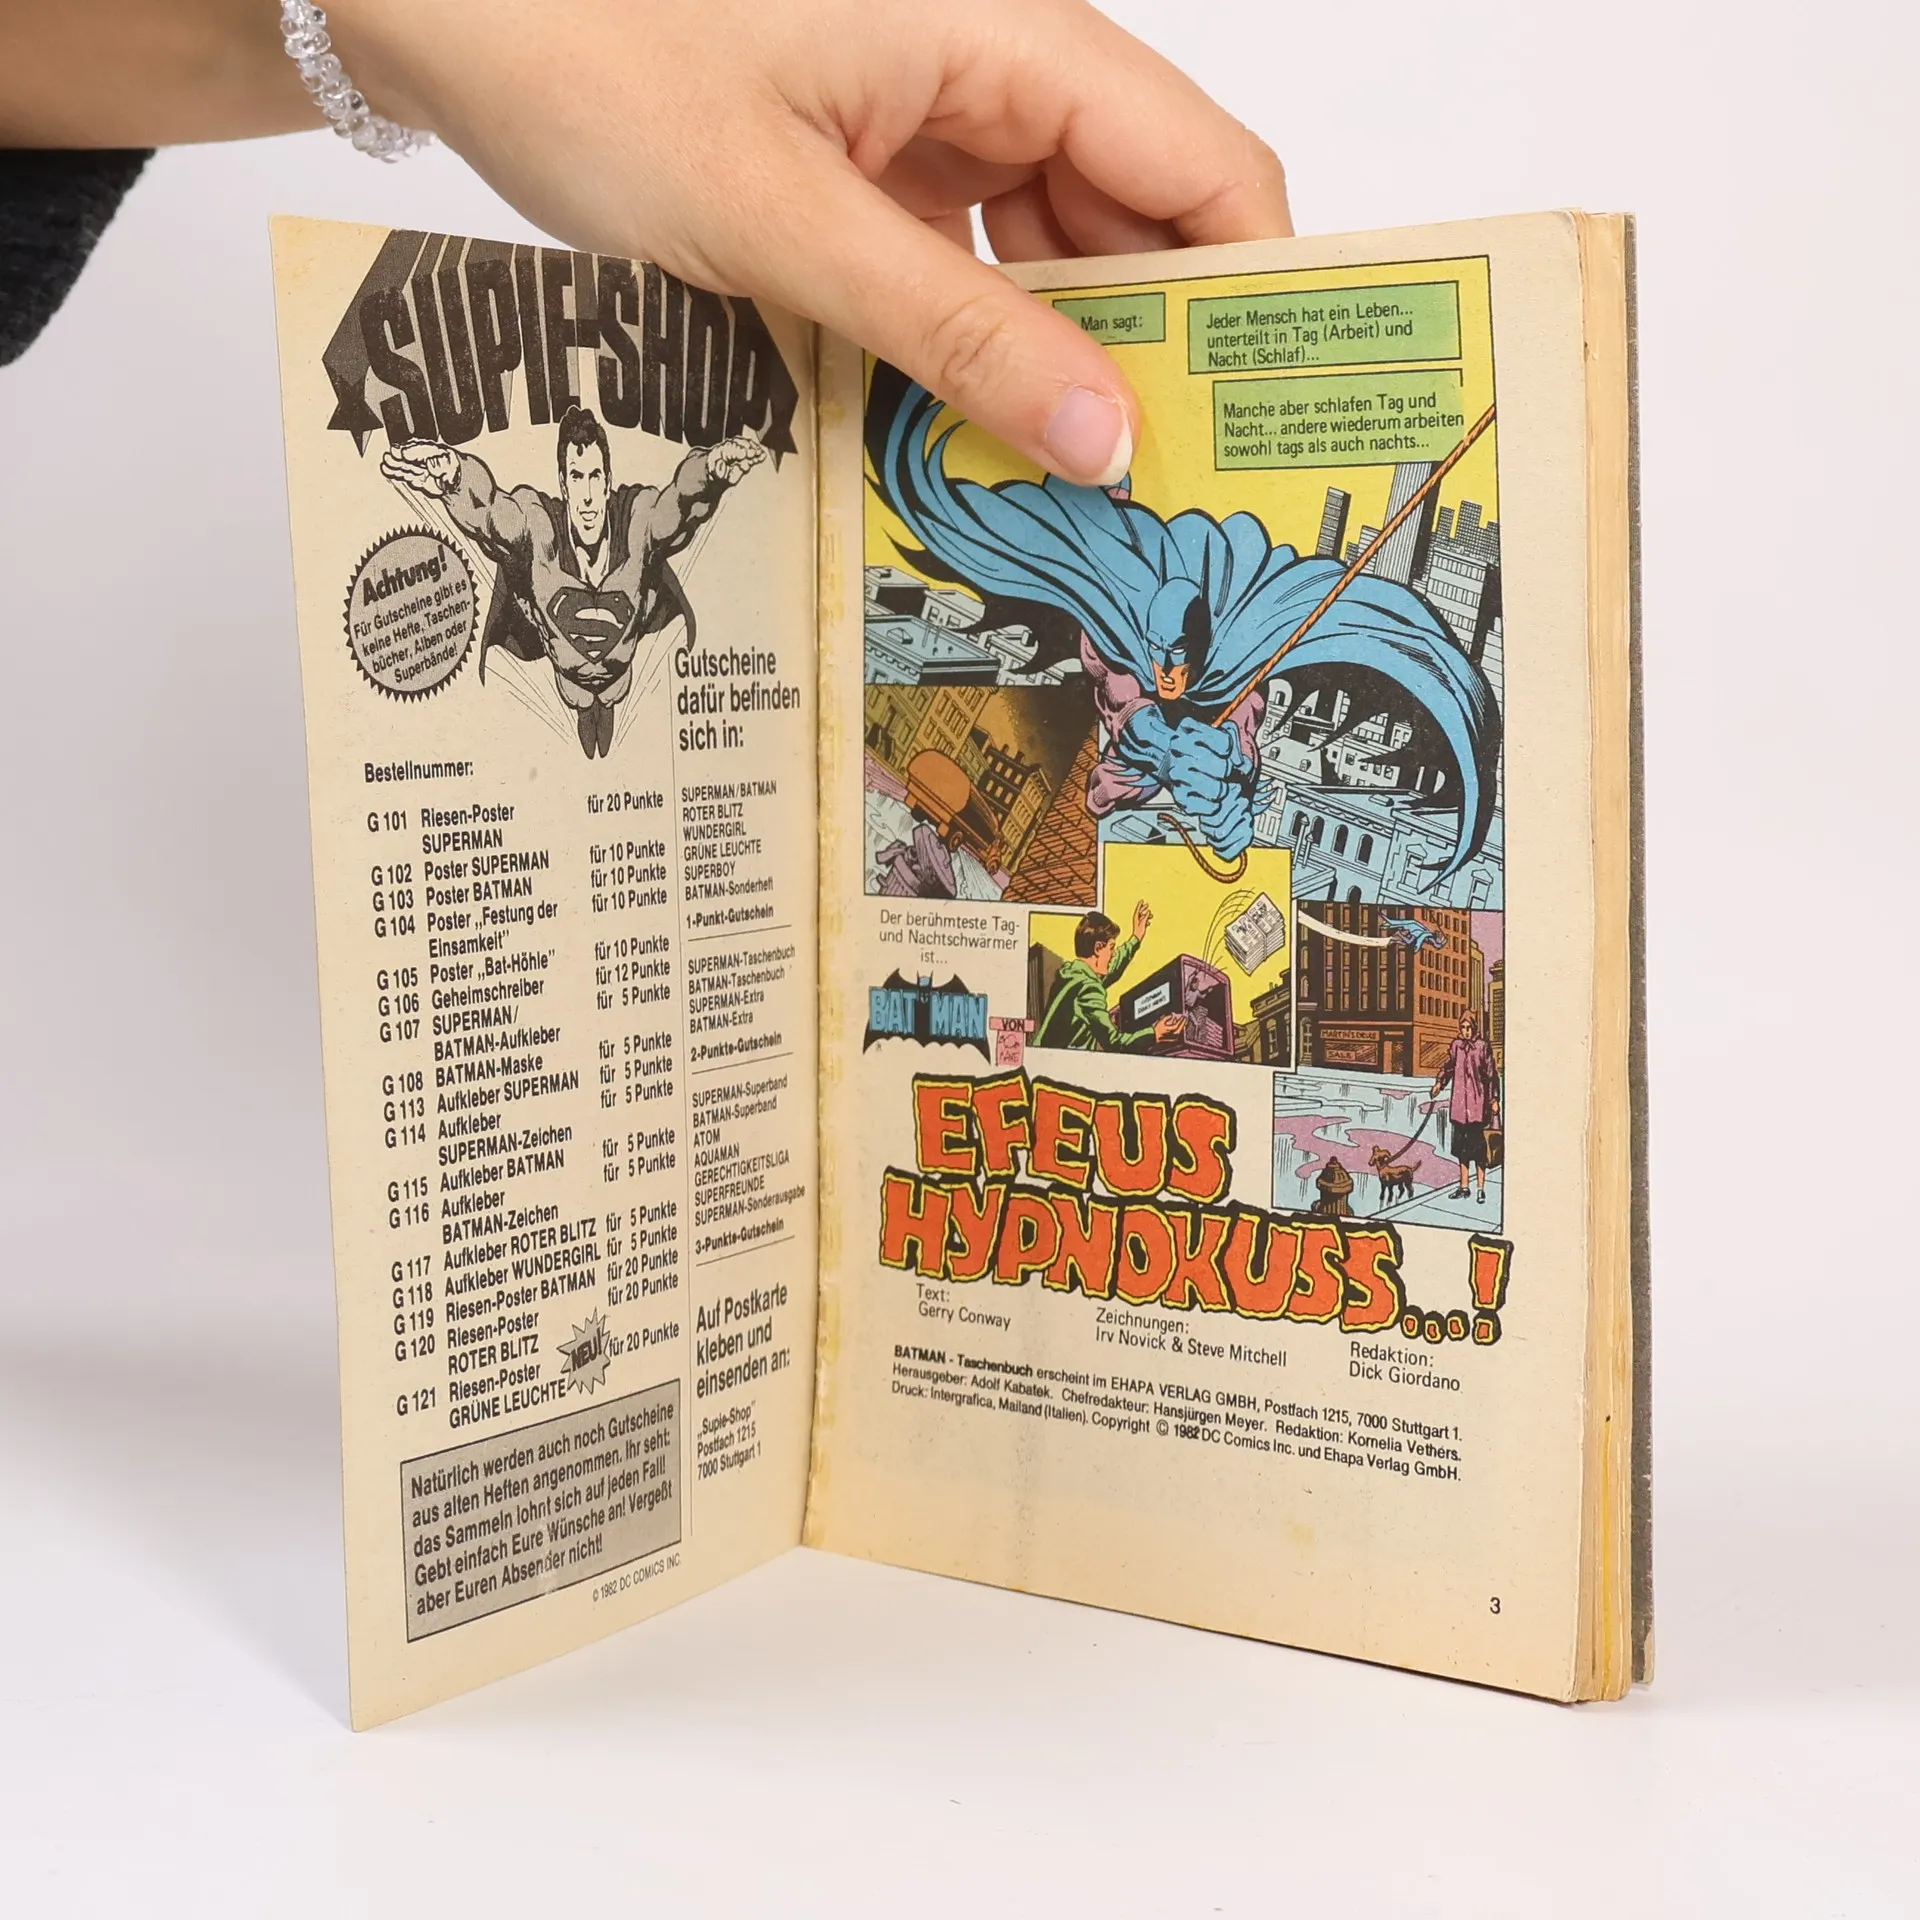 SUPIE-SHOP
Achtung!
Für Gutscheine gibt es
keine Hefte, Taschen-
bücher, Alben oder
Superbände!
Gutscheine
dafür befinden
sich in:
Bestellnummer:
G 101 Riesen-Poster für 20 Punkte
SUPERMAN
G 102 Poster SUPERMAN für 10 Punkte
G 103 Poster BATMAN für 10 Punkte
G 104 Poster „Festung der für 10 Punkte
Einsamkeit”
G 105 Poster „Bat-Höhle” für 10 Punkte
G 106 Geheimschreiber für 12 Punkte
G 107 SUPERMAN/ für 5 Punkte
BATMAN-Aufkleber
G 108 BATMAN-Maske für 5 Punkte
G 113 Aufkleber SUPERMAN für 5 Punkte
G 114 Aufkleber für 5 Punkte
SUPERMAN-Zeichen
G 115 Aufkleber BATMAN für 5 Punkte
G 116 Aufkleber für 5 Punkte
BATMAN-Zeichen
G 117 Aufkleber ROTER BLITZ für 5 Punkte
G 118 Aufkleber WUNDERGIRL für 5 Punkte
G 119 Riesen-Poster BATMAN für 20 Punkte
G 120 Riesen-Poster für 20 Punkte
ROTER BLITZ
G 121 Riesen-Poster NEU! für 20 Punkte
GRÜNE LEUCHTE
SUPERMAN/BATMAN
ROTER BLITZ
WUNDERGIRL
GRÜNE LEUCHTE
SUPERBOY
BATMAN-Sonderheft
1-Punkt-Gutschein
SUPERMAN-Taschenbuch
BATMAN-Taschenbuch
SUPERMAN-Extra
BATMAN-Extra
2-Punkte-Gutschein
SUPERMAN-Superband
BATMAN-Superband
ATOM
AQUAMAN
GERECHTIGKEITSLIGA
SUPERFREUNDE
SUPERMAN-Sonderausgabe
3-Punkte-Gutschein
Auf Postkarte
kleben und
einsenden an:
„Supie-Shop”
Postfach 1215
7000 Stuttgart 1
Natürlich werden auch noch Gutscheine
aus alten Heften angenommen. Ihr seht:
das Sammeln lohnt sich auf jeden Fall!
Gebt einfach Eure Wünsche an! Vergeßt
aber Euren Absender nicht!
© 1982 DC COMICS INC.
Man sagt:
Jeder Mensch hat ein Leben...
unterteilt in Tag (Arbeit) und
Nacht (Schlaf)...
Manche aber schlafen Tag und
Nacht... andere wiederum arbeiten
sowohl tags als auch nachts...
Der berühmteste Tag-
und Nachtschwärmer
ist...
BATMAN
VON
EFEUS
HYPNOKUSS...!
Text:
Gerry Conway
Zeichnungen:
Irv Novick & Steve Mitchell
Redaktion:
Dick Giordano
BATMAN - Taschenbuch erscheint im EHAPA VERLAG GMBH, Postfach 1215, 7000 Stuttgart 1.
Herausgeber: Adolf Kabatek. Chefredakteur: Hansjürgen Meyer. Redaktion: Kornelia Vethers.
Druck: Intergrafica, Mailand (Italien). Copyright © 1982 DC Comics Inc. und Ehapa Verlag GmbH.
3